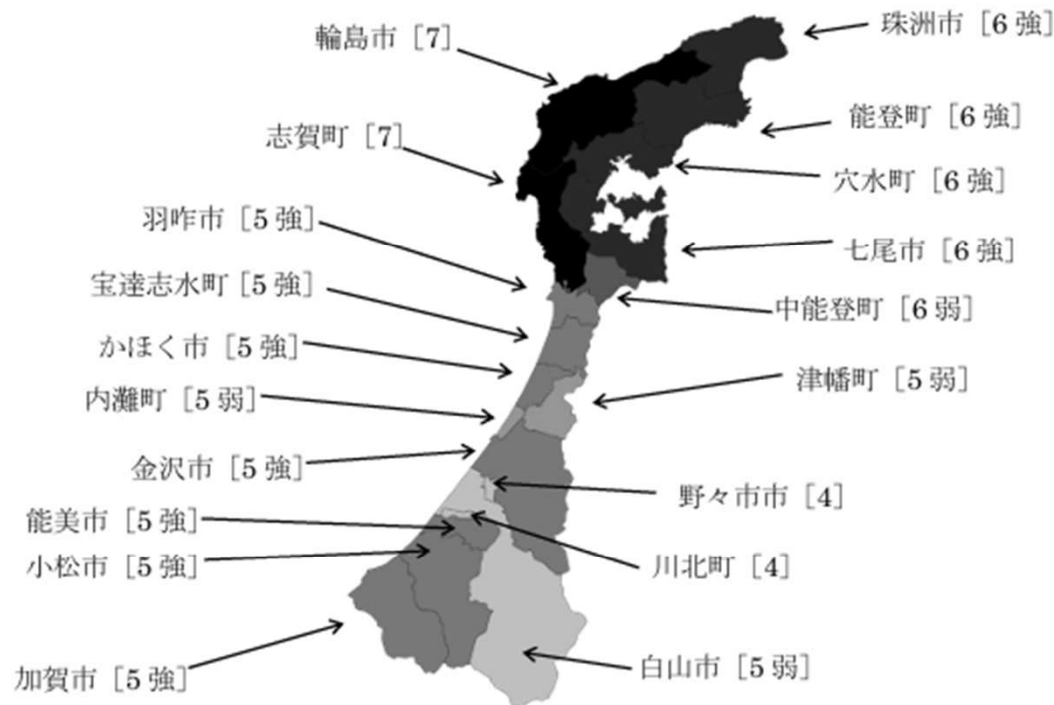 輪島市［7］
珠洲市［6 強］
志賀町［7］
能登町［6 強］
穴水町［6 強］
羽咋市［5 強］
七尾市［6 強］
宝達志水町［5 強］
中能登町［6 弱］
かほく市［5 強］
津幡町［5 弱］
内灘町［5 弱］
金沢市［5 強］
野々市市［4］
能美市［5 強］
小松市［5 強］
川北町［4］
加賀市［5 強］
白山市［5 弱］